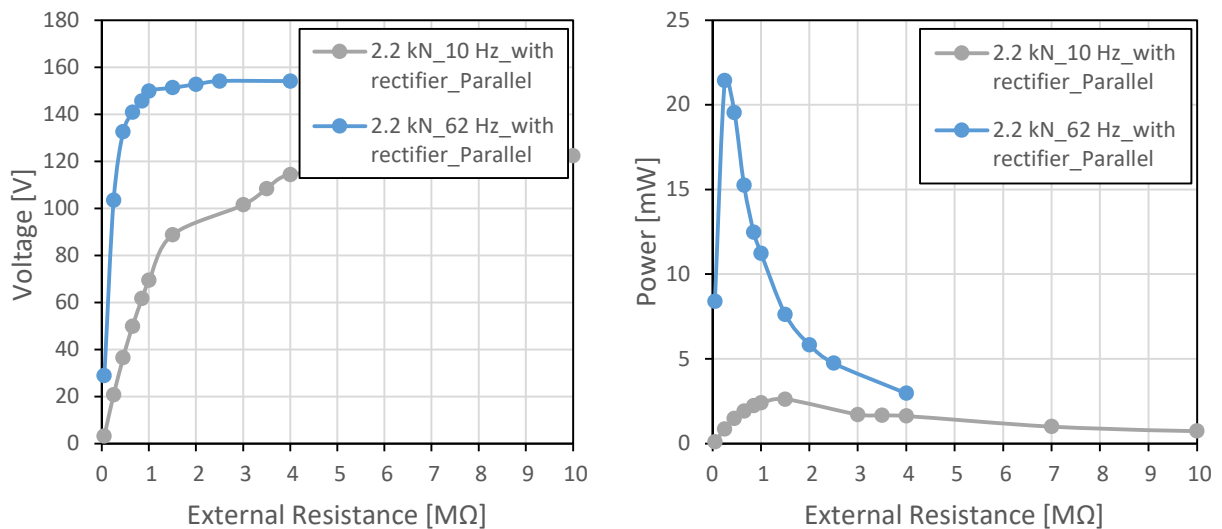 180
160
140
120
100
80
60
40
20
0
Voltage [V]
2.2 kN_10 Hz_with
rectifier_Parallel
2.2 kN_62 Hz_with
rectifier_Parallel
0 1 2 3 4 5 6 7 8 9 10
External Resistance [MΩ]
25
20
15
10
5
0
Power [mW]
2.2 kN_10 Hz_with
rectifier_Parallel
2.2 kN_62 Hz_with
rectifier_Parallel
0 1 2 3 4 5 6 7 8 9 10
External Resistance [MΩ]